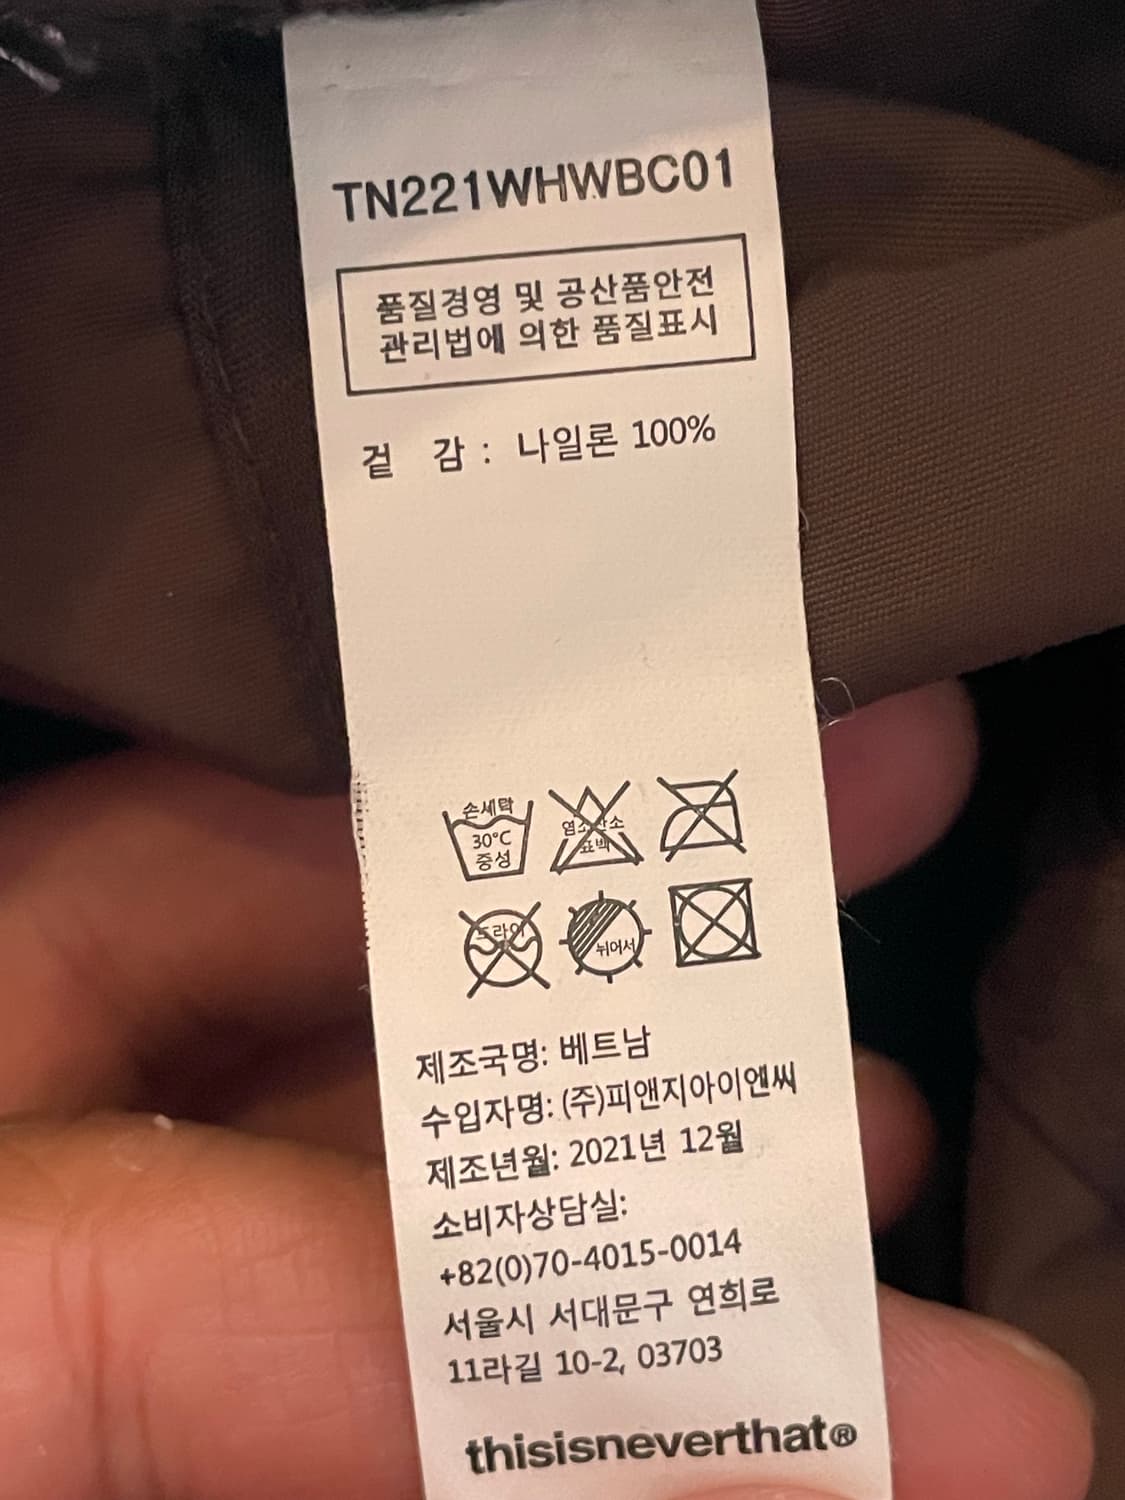 TN221WHWBC01
품질경영 및 공산품안전
관리법에 의한 품질표시
겉 감 : 나일론 100%
손세탁
30°C
중성
염소산소
표백
드라이
뉘어서
제조국명: 베트남
수입자명: (주)피앤지아이엔씨
제조년월: 2021년 12월
소비자상담실:
+82(0)70-4015-0014
서울시 서대문구 연희로
11라길 10-2, 03703
thisisneverthat®